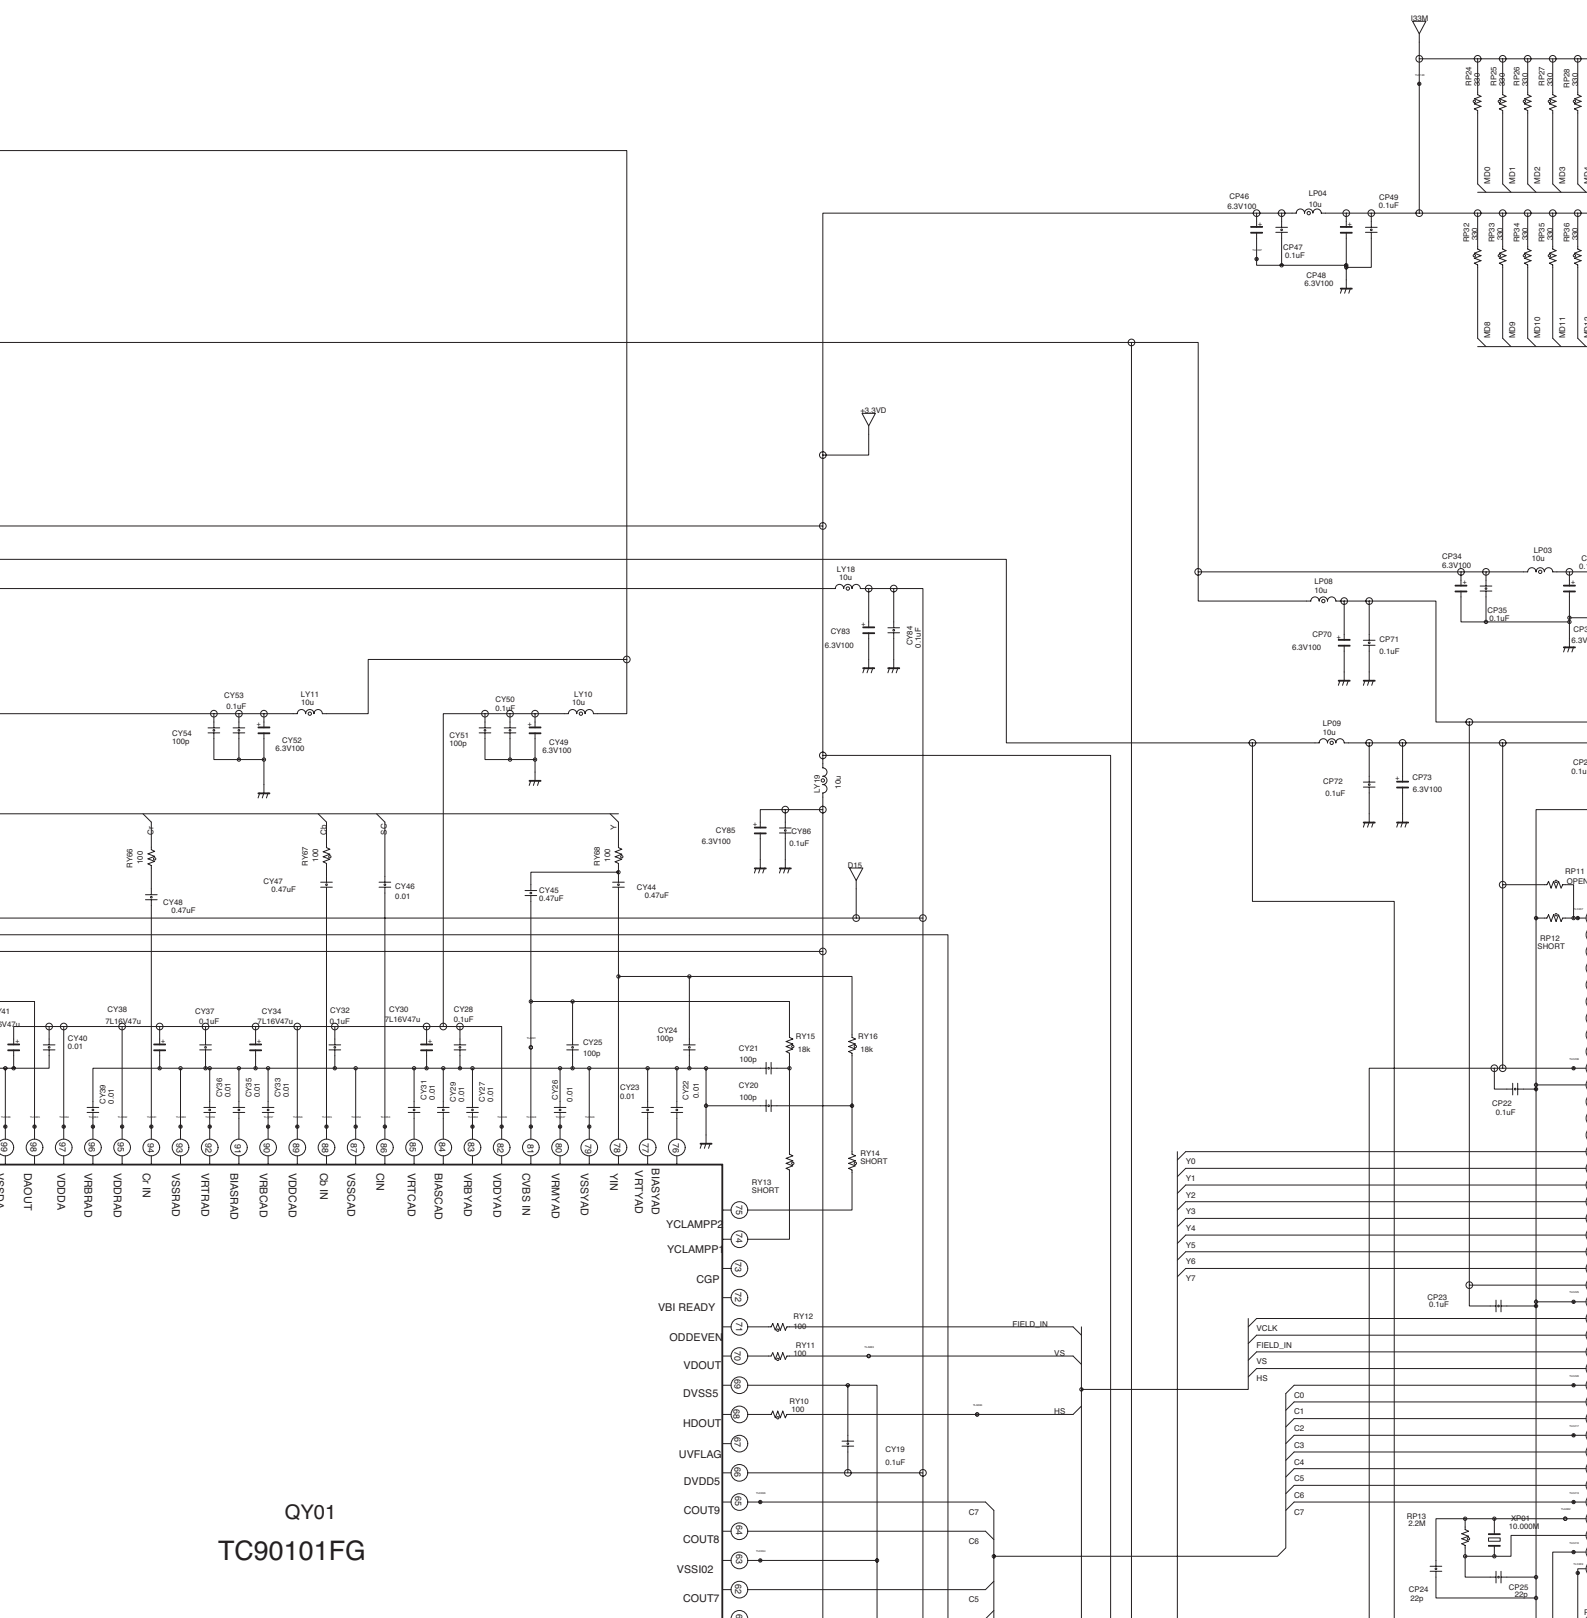 I33M
RP24
330
RP25
330
RP26
330
RP27
330
RP28
330
MD0
MD1
MD2
MD3
CP46
6.3V100
LP04
10u
CP49
0.1uF
CP47
0.1uF
CP48
6.3V100
RP32
330
RP33
330
RP34
330
RP35
330
RP36
330
MD8
MD9
MD10
MD11
+3.3VD
LY18
10u
CY83
6.3V100
CY84
0.1uF
CP34
6.3V100
LP03
10u
CP35
0.1uF
LP08
10u
CP70
6.3V100
CP71
0.1uF
CY53
0.1uF
LY11
10u
CY54
100p
CY52
6.3V100
CY50
0.1uF
LY10
10u
CY51
100p
CY49
6.3V100
LP09
10u
CP72
0.1uF
CP73
6.3V100
LY19
10u
CY85
6.3V100
CY86
0.1uF
D15
Cr
Cb
SC
Y
RY66
100
RY67
100
RY68
100
CY48
0.47uF
CY47
0.47uF
CY46
0.01
CY45
0.47uF
CY44
0.47uF
RP11
OPEN
RP12
SHORT
CY40
0.01
CY38
7L16V47u
CY37
0.1uF
CY34
7L16V47u
CY32
0.1uF
CY30
7L16V47u
CY28
0.1uF
CY25
100p
CY24
100p
CY21
100p
CY20
100p
RY15
18k
RY16
18k
CY39
0.01
CY36
0.01
CY35
0.01
CY33
0.01
CY31
0.01
CY29
0.01
CY27
0.01
CY26
0.01
CY23
0.01
CY22
0.01
CP22
0.1uF
99 98 97 96 95 94 93 92 91 90 89 88 87 86 85 84 83 82 81 80 79 78 77 76
VSSDA
DAOUT
VDDDA
VRBRAD
VDDRAD
Cr IN
VSSRAD
VRTRAD
BIASRAD
VRBCAD
VDDCAD
Cb IN
VSSCAD
CIN
VRTCAD
BIASCAD
VRBYAD
VDDYAD
CVBS IN
VRMYAD
VSSYAD
YIN
VRTYAD
BIASYAD
RY13
SHORT
RY14
SHORT
YCLAMPP2 75
YCLAMPP1 74
CGP 73
VBI READY 72
ODDEVEN 71
VDOUT 70
DVSS5 69
HDOUT 68
UVFLAG 67
DVDD5 66
COUT9 65
COUT8 64
VSSI02 63
COUT7 62
RY12
100
RY11
100
RY10
100
FIELD_IN
VS
HS
CY19
0.1uF
C7
C6
C5
Y0
Y1
Y2
Y3
Y4
Y5
Y6
Y7
CP23
0.1uF
VCLK
FIELD_IN
VS
HS
C0
C1
C2
C3
C4
C5
C6
C7
RP13
2.2M
XP01
10.000M
CP24
22p
CP25
22p
QY01
TC90101FG